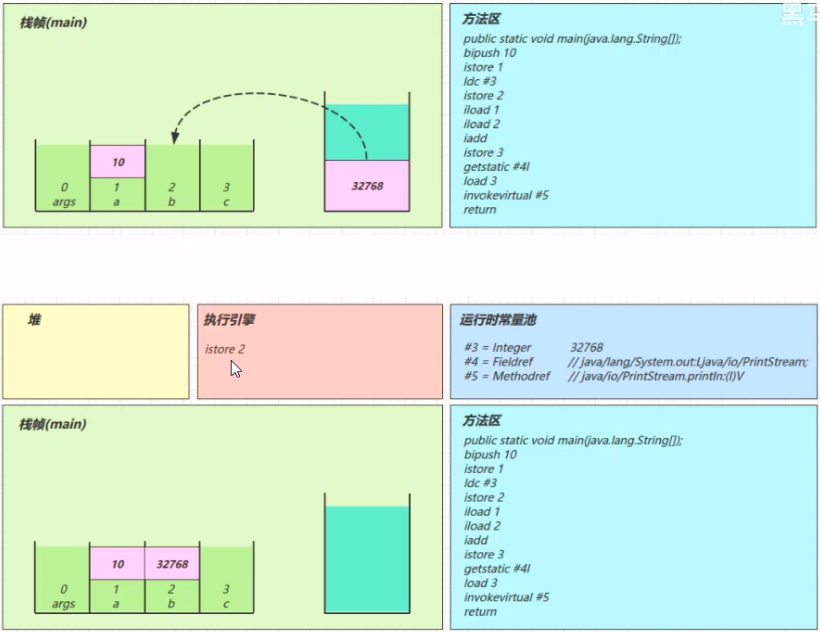 栈帧(main)
10
0
1
2
3
args
a
b
c
32768
方法区
public static void main(java.lang.String[]);
bipush 10
istore 1
ldc #3
istore 2
iload 1
iload 2
iadd
istore 3
getstatic #4l
load 3
invokevirtual #5
return
堆
执行引擎
istore 2
运行时常量池
#3 = Integer 32768
#4 = Fieldref // java/lang/System.out:Ljava/io/PrintStream;
#5 = Methodref // java/io/PrintStream.println:(I)V
栈帧(main)
10 32768
0
1
2
3
args
a
b
c
方法区
public static void main(java.lang.String[]);
bipush 10
istore 1
ldc #3
istore 2
iload 1
iload 2
iadd
istore 3
getstatic #4l
load 3
invokevirtual #5
return